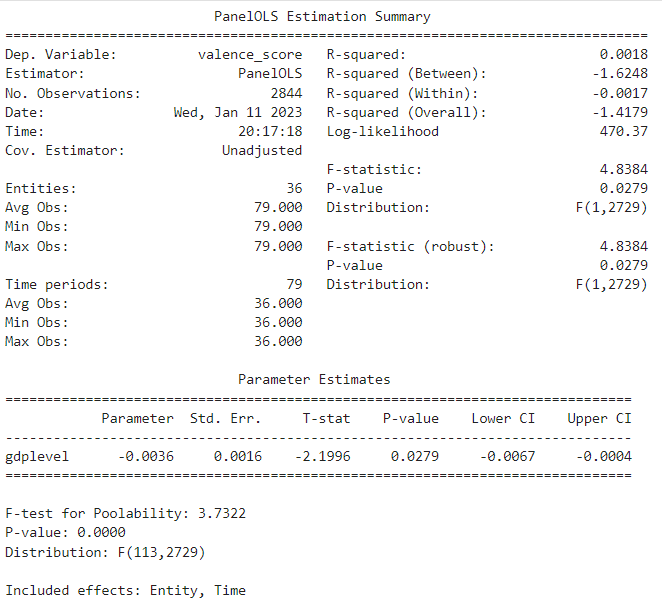 PanelOLS Estimation Summary
================================================================================
Dep. Variable: valence_score R-squared: 0.0018
Estimator: PanelOLS R-squared (Between): -1.6248
No. Observations: 2844 R-squared (Within): -0.0017
Date: Wed, Jan 11 2023 R-squared (Overall): -1.4179
Time: 20:17:18 Log-likelihood 470.37
Cov. Estimator: Unadjusted
F-statistic: 4.8384
Entities: 36 P-value 0.0279
Avg Obs: 79.000 Distribution: F(1,2729)
Min Obs: 79.000
Max Obs: 79.000 F-statistic (robust): 4.8384
P-value 0.0279
Time periods: 79 Distribution: F(1,2729)
Avg Obs: 36.000
Min Obs: 36.000
Max Obs: 36.000
Parameter Estimates
==============================================================================
Parameter Std. Err. T-stat P-value Lower CI Upper CI
------------------------------------------------------------------------------
gdplevel -0.0036 0.0016 -2.1996 0.0279 -0.0067 -0.0004
==============================================================================
F-test for Poolability: 3.7322
P-value: 0.0000
Distribution: F(113,2729)
Included effects: Entity, Time